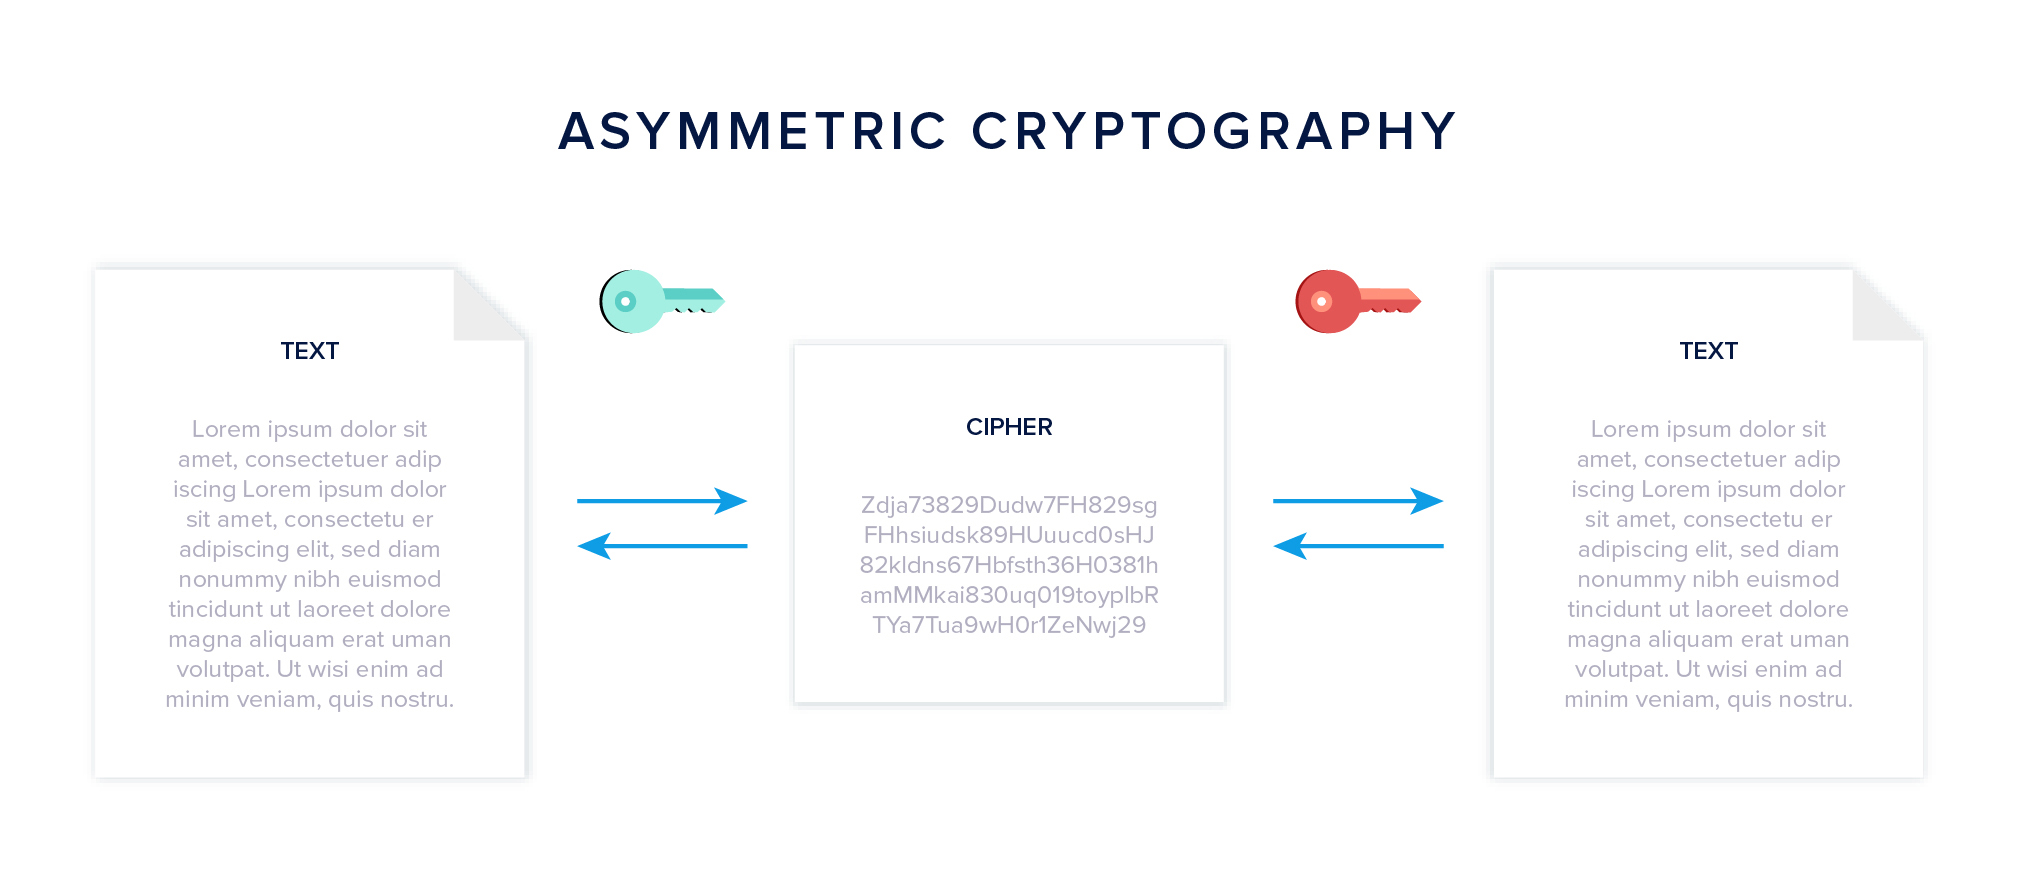 ASYMMETRIC CRYPTOGRAPHY
TEXT
Lorem ipsum dolor sit
amet, consectetuer adip
iscing Lorem ipsum dolor
sit amet, consectetu er
adipiscing elit, sed diam
nonummy nibh euismod
tincidunt ut laoreet dolore
magna aliquam erat uman
volutpat. Ut wisi enim ad
minim veniam, quis nostru.
CIPHER
Zdja73829Dudw7FH829sg
FHhsiudsk89HUuucd0sHJ
82kldns67Hbfsth36H0381h
amMMkai830uq019toyplbR
TYa7Tua9wH0r1ZeNwj29
TEXT
Lorem ipsum dolor sit
amet, consectetuer adip
iscing Lorem ipsum dolor
sit amet, consectetu er
adipiscing elit, sed diam
nonummy nibh euismod
tincidunt ut laoreet dolore
magna aliquam erat uman
volutpat. Ut wisi enim ad
minim veniam, quis nostru.